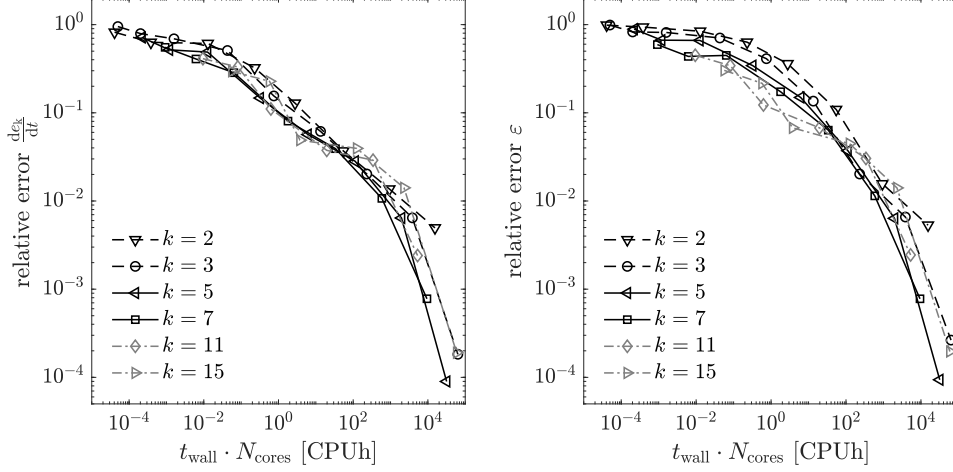 relative error de_k/dt
10^0
10^−1
10^−2
10^−3
10^−4
k = 2
k = 3
k = 5
k = 7
k = 11
k = 15
10^−4 10^−2 10^0 10^2 10^4
t_wall · N_cores [CPUh]
relative error ε
10^0
10^−1
10^−2
10^−3
10^−4
k = 2
k = 3
k = 5
k = 7
k = 11
k = 15
10^−4 10^−2 10^0 10^2 10^4
t_wall · N_cores [CPUh]